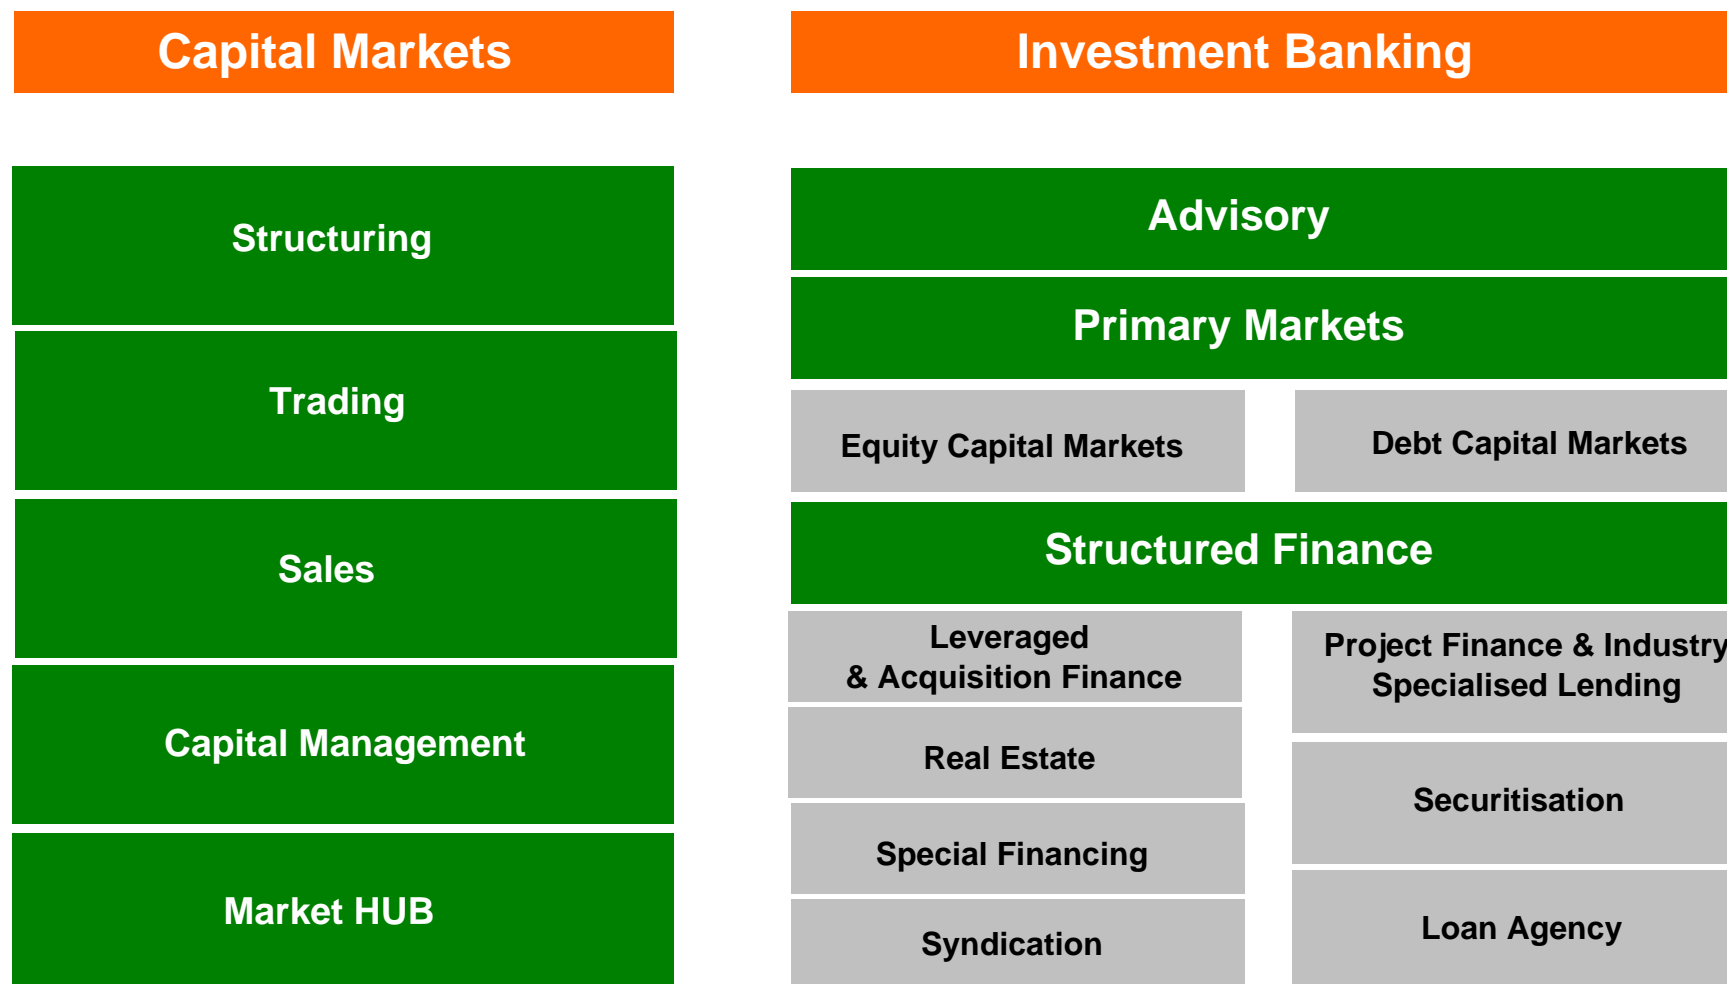 Capital Markets
Structuring
Trading
Sales
Capital Management
Market HUB
Investment Banking
Advisory
Primary Markets
Equity Capital Markets
Debt Capital Markets
Structured Finance
Leveraged
& Acquisition Finance
Real Estate
Special Financing
Syndication
Project Finance & Industry
Specialised Lending
Securitisation
Loan Agency